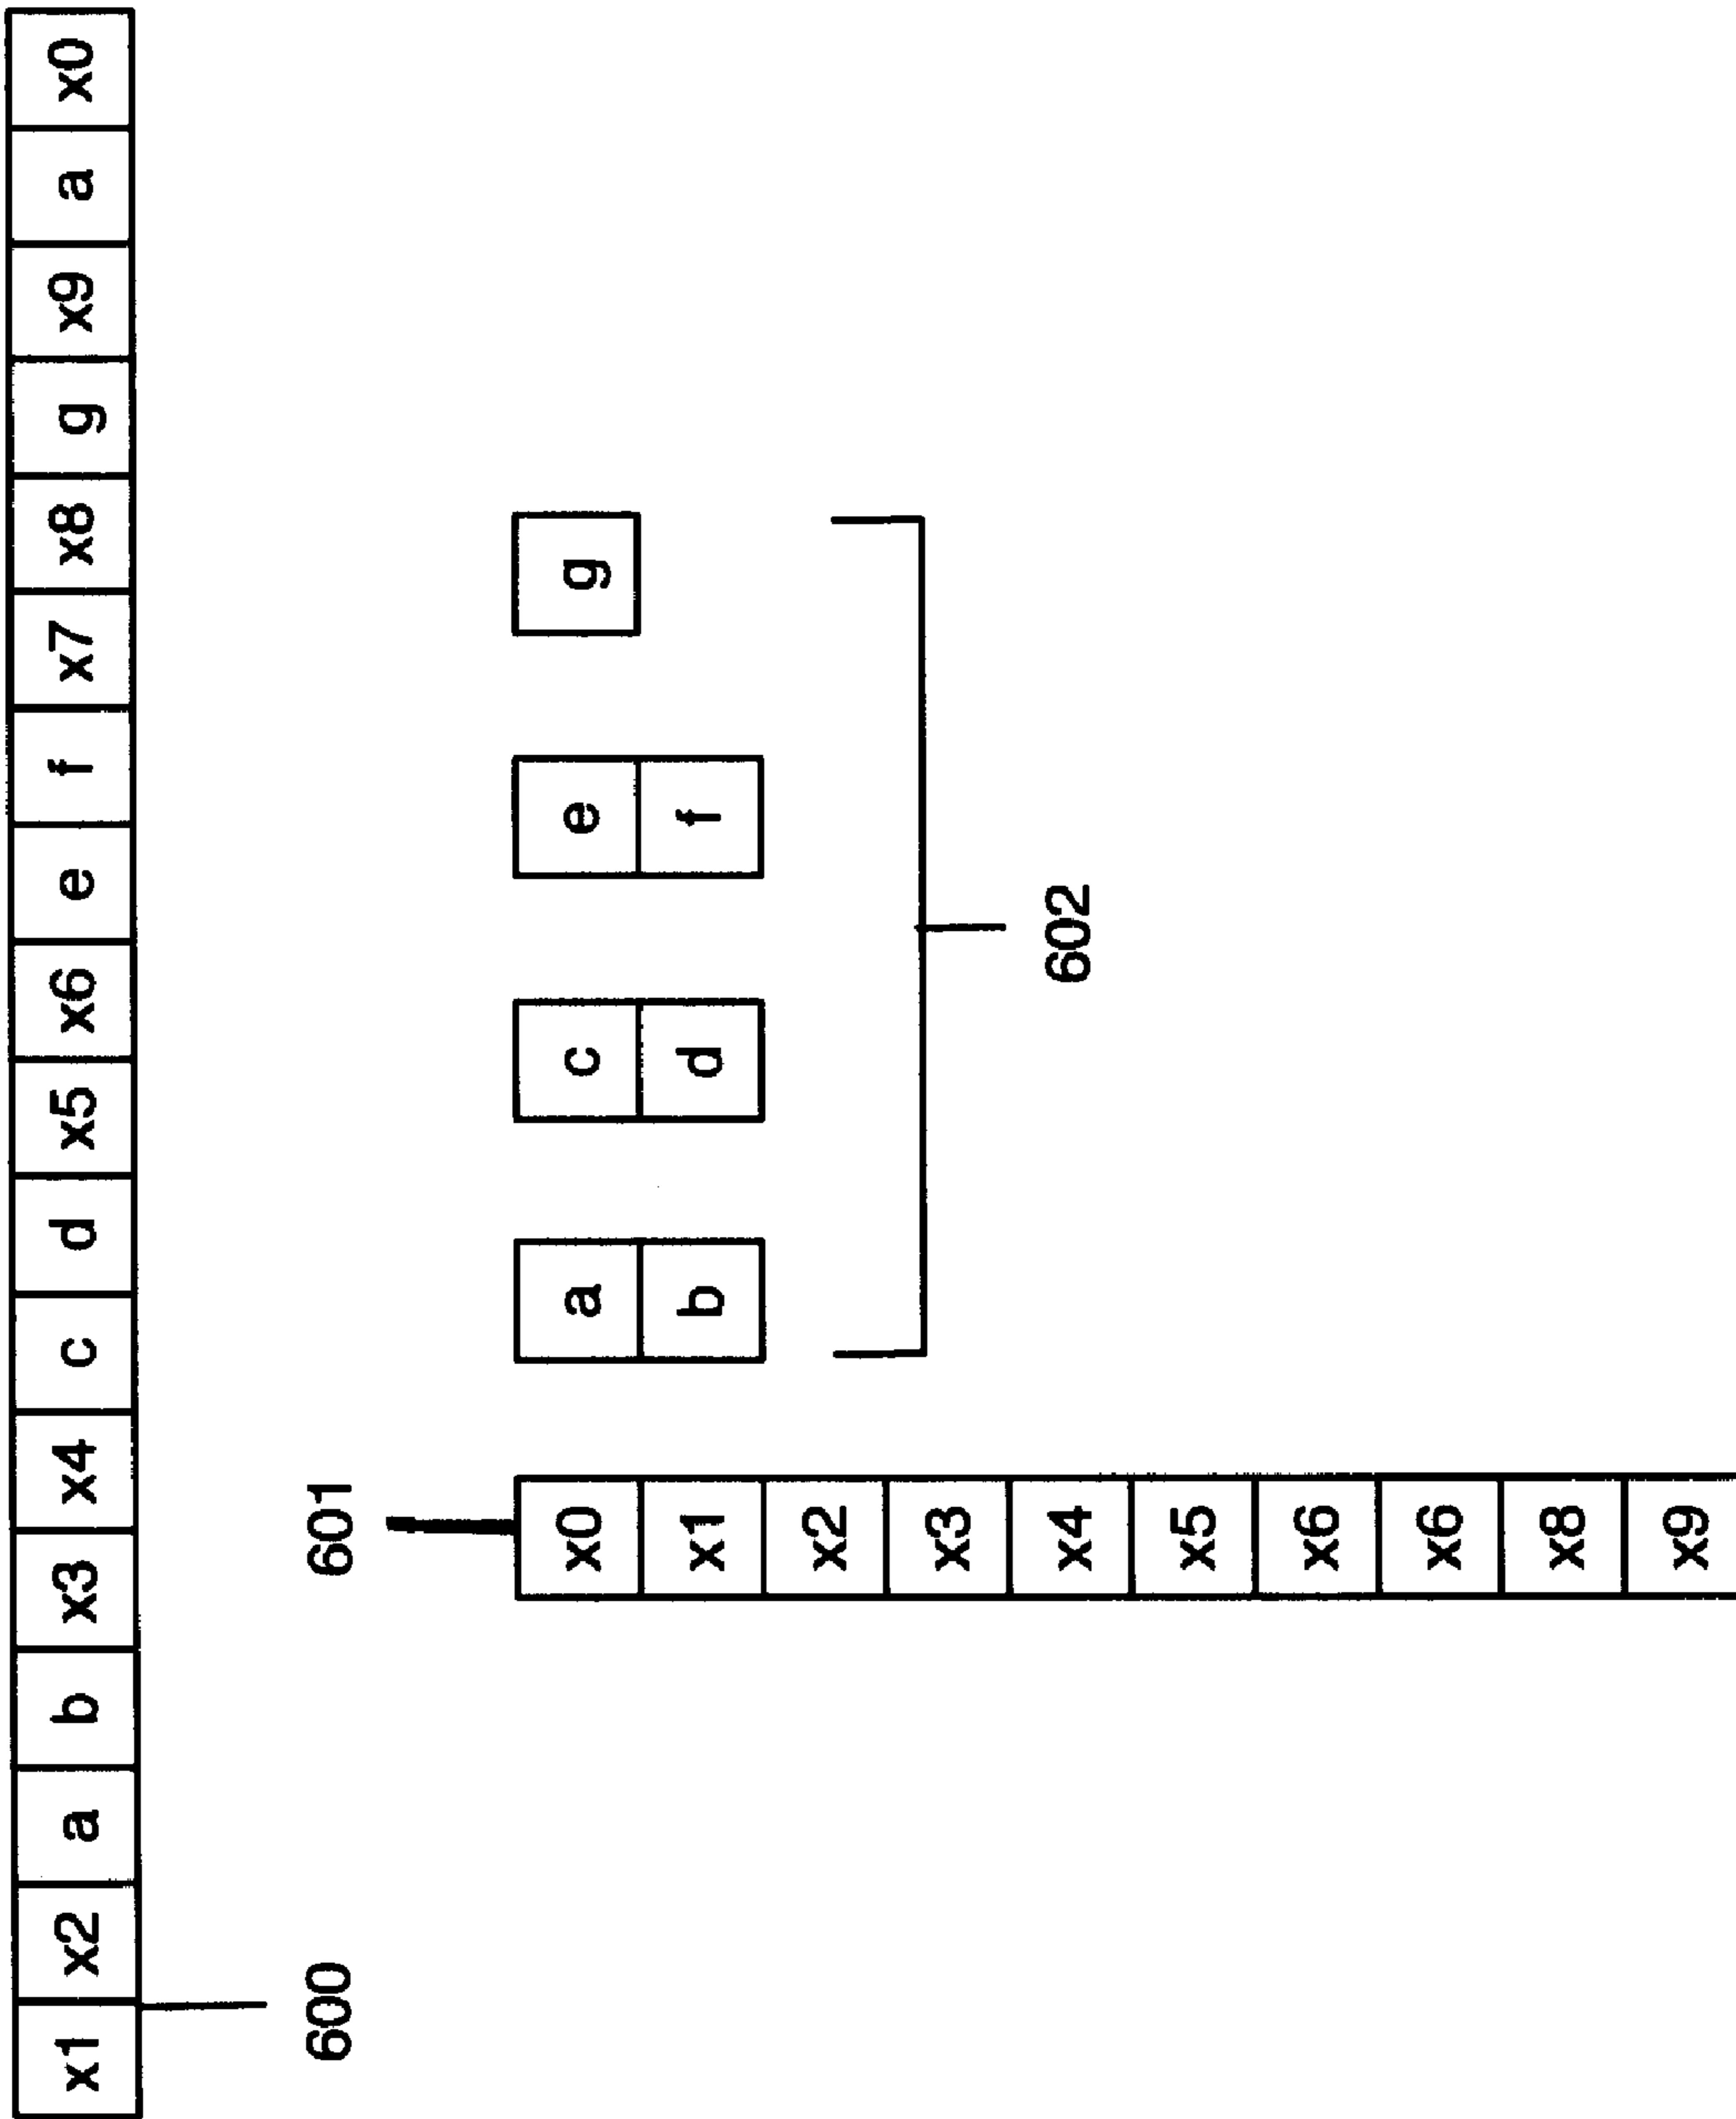 x1 x2 a b x3 x4 c d x5 x6 e f x7 x8 g x9 a x0
600 601
x0 a c e g
x1 b d f
x2
x3
x4 602
x5
x6
x6
x8
x9